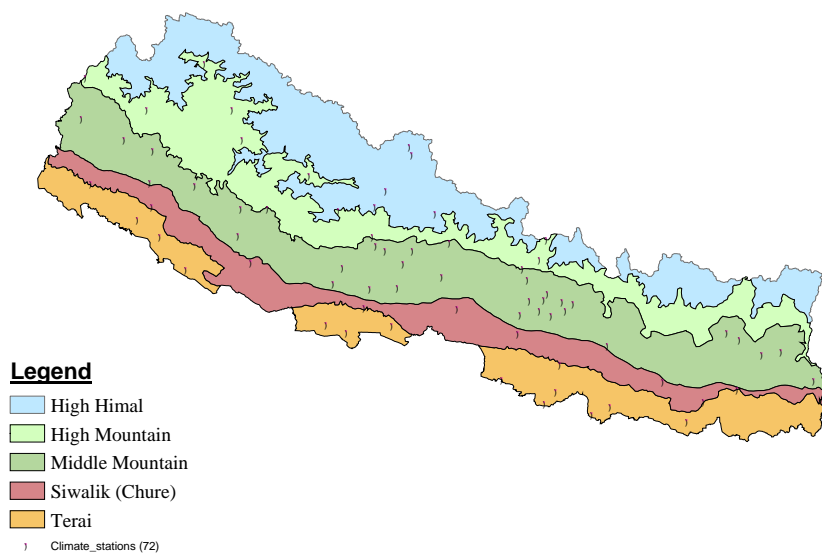 Legend
High Himal
High Mountain
Middle Mountain
Siwalik (Chure)
Terai
Climate_stations (72)